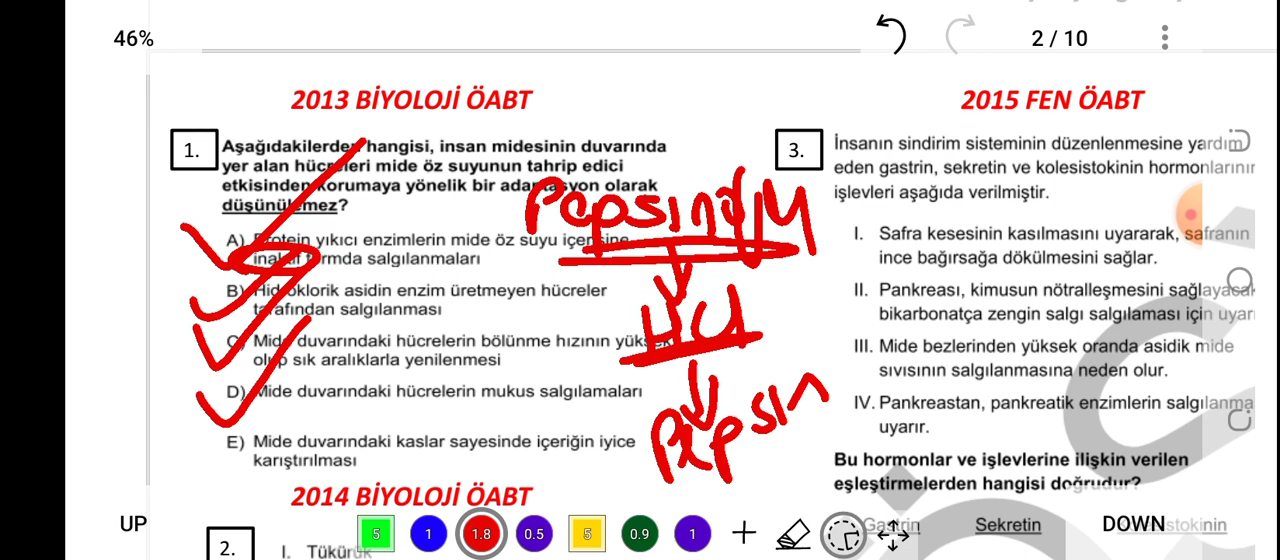 46%
2 / 10
2013 BİYOLOJİ ÖABT
1.
Aşağıdakilerden hangisi, insan midesinin duvarında
yer alan hücreleri mide öz suyunun tahrip edici
etkisinden korumaya yönelik bir adaptasyon olarak
düşünülemez?
A) Protein yıkıcı enzimlerin mide öz suyu içerisine
inaktif formda salgılanmaları
B) Hidroklorik asidin enzim üretmeyen hücreler
tarafından salgılanması
C) Mide duvarındaki hücrelerin bölünme hızının yüksek
olup sık aralıklarla yenilenmesi
D) Mide duvarındaki hücrelerin mukus salgılamaları
E) Mide duvarındaki kaslar sayesinde içeriğin iyice
karıştırılması
HCl
Pepsin
2014 BİYOLOJİ ÖABT
2.
I. Tükürük
2015 FEN ÖABT
3.
İnsanın sindirim sisteminin düzenlenmesine yardım
eden gastrin, sekretin ve kolesistokinin hormonlarının
işlevleri aşağıda verilmiştir.
I. Safra kesesinin kasılmasını uyararak, safranın
ince bağırsağa dökülmesini sağlar.
II. Pankreası, kimusun nötralleşmesini sağlayacak
bikarbonatça zengin salgı salgılaması için uyarır
III. Mide bezlerinden yüksek oranda asidik mide
sıvısının salgılanmasına neden olur.
IV. Pankreastan, pankreatik enzimlerin salgılanma
uyarır.
Bu hormonlar ve işlevlerine ilişkin verilen
eşleştirmelerden hangisi doğrudur?
Gastrin Sekretin
UP
5 1 1.8 0.5 5 0.9 1
DOWN